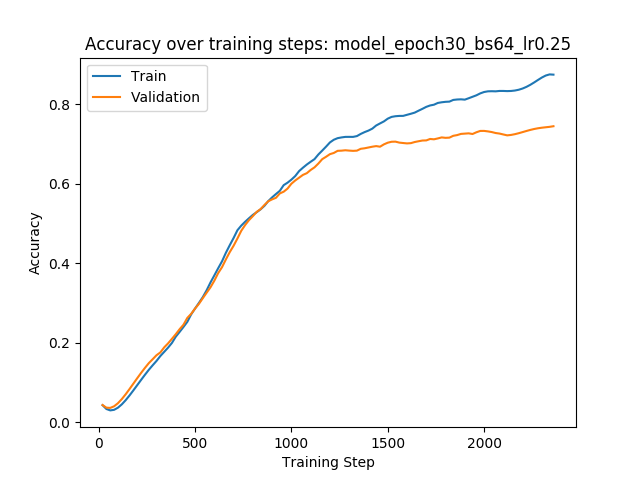 Accuracy over training steps: model_epoch30_bs64_lr0.25
Train
Validation
0.8
0.6
0.4
0.2
0.0
Accuracy
0 500 1000 1500 2000
Training Step